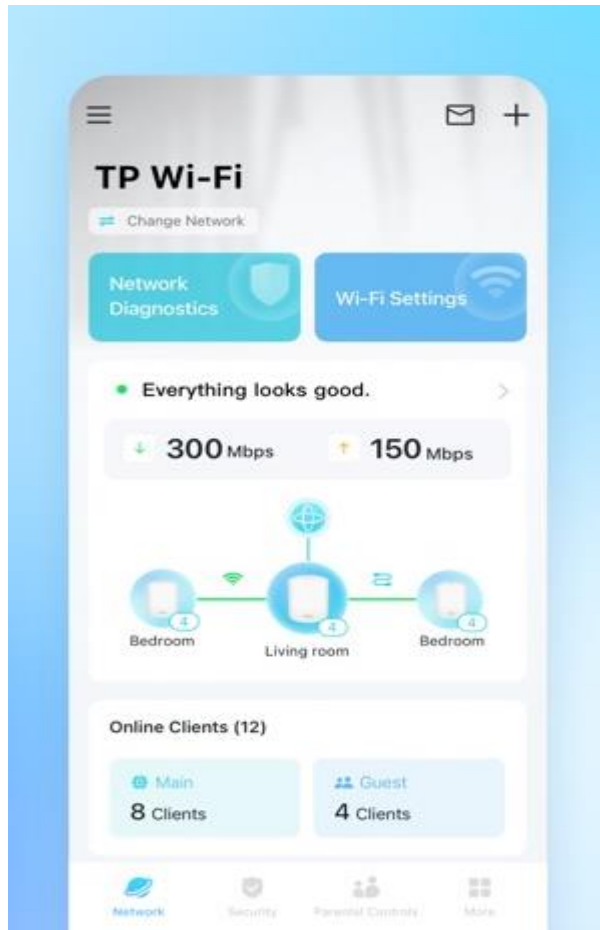 TP Wi-Fi
Change Network
Network
Diagnostics
Wi-Fi Settings
Everything looks good.
300 Mbps
150 Mbps
4
4
4
Bedroom
Living room
Bedroom
Online Clients (12)
Main
8 Clients
Guest
4 Clients
Network
Security
Parental Controls
More